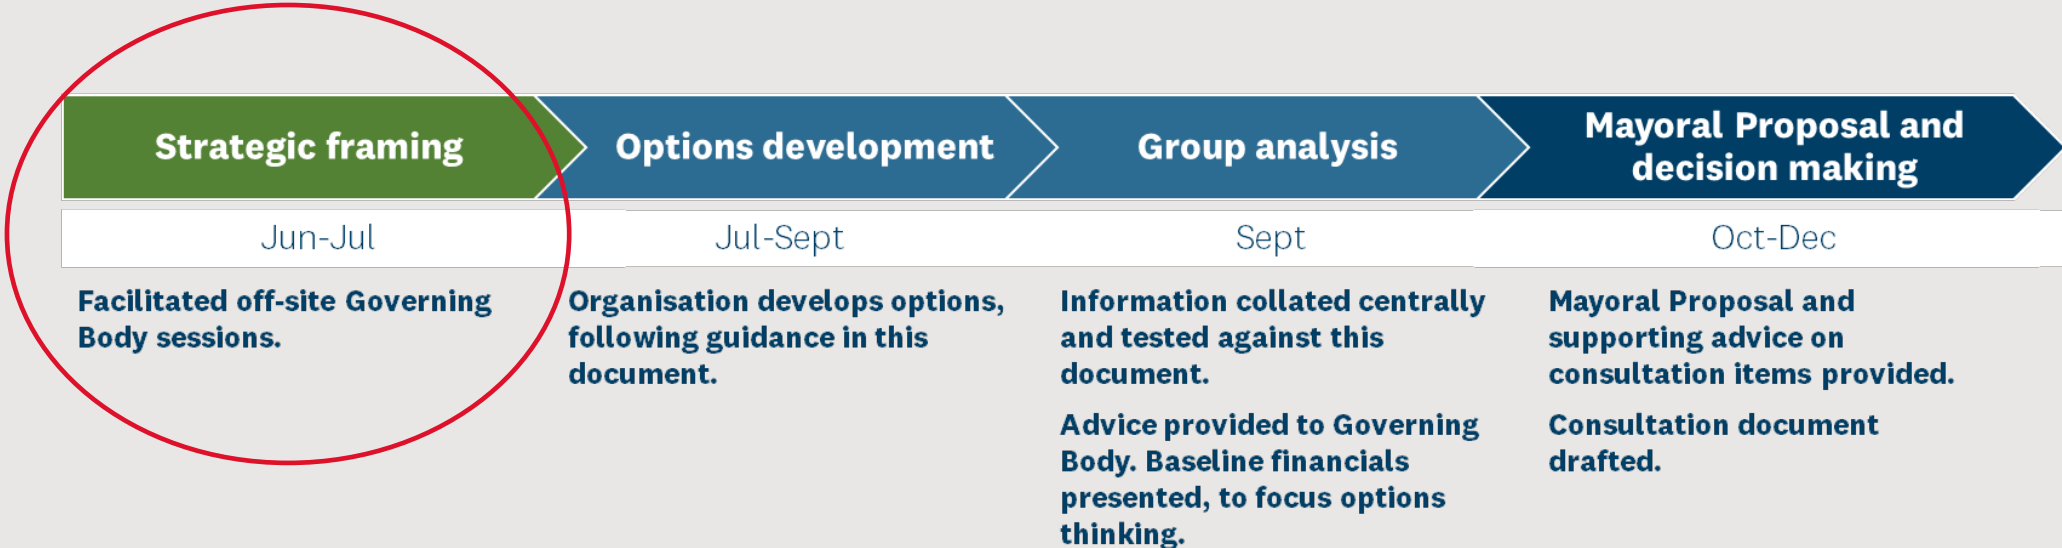 Strategic framing
Options development
Group analysis
Mayoral Proposal and
decision making
Jun-Jul
Jul-Sept
Sept
Oct-Dec
Facilitated off-site Governing
Body sessions.
Organisation develops options,
following guidance in this
document.
Information collated centrally
and tested against this
document.
Advice provided to Governing
Body. Baseline financials
presented, to focus options
thinking.
Mayoral Proposal and
supporting advice on
consultation items provided.
Consultation document
drafted.